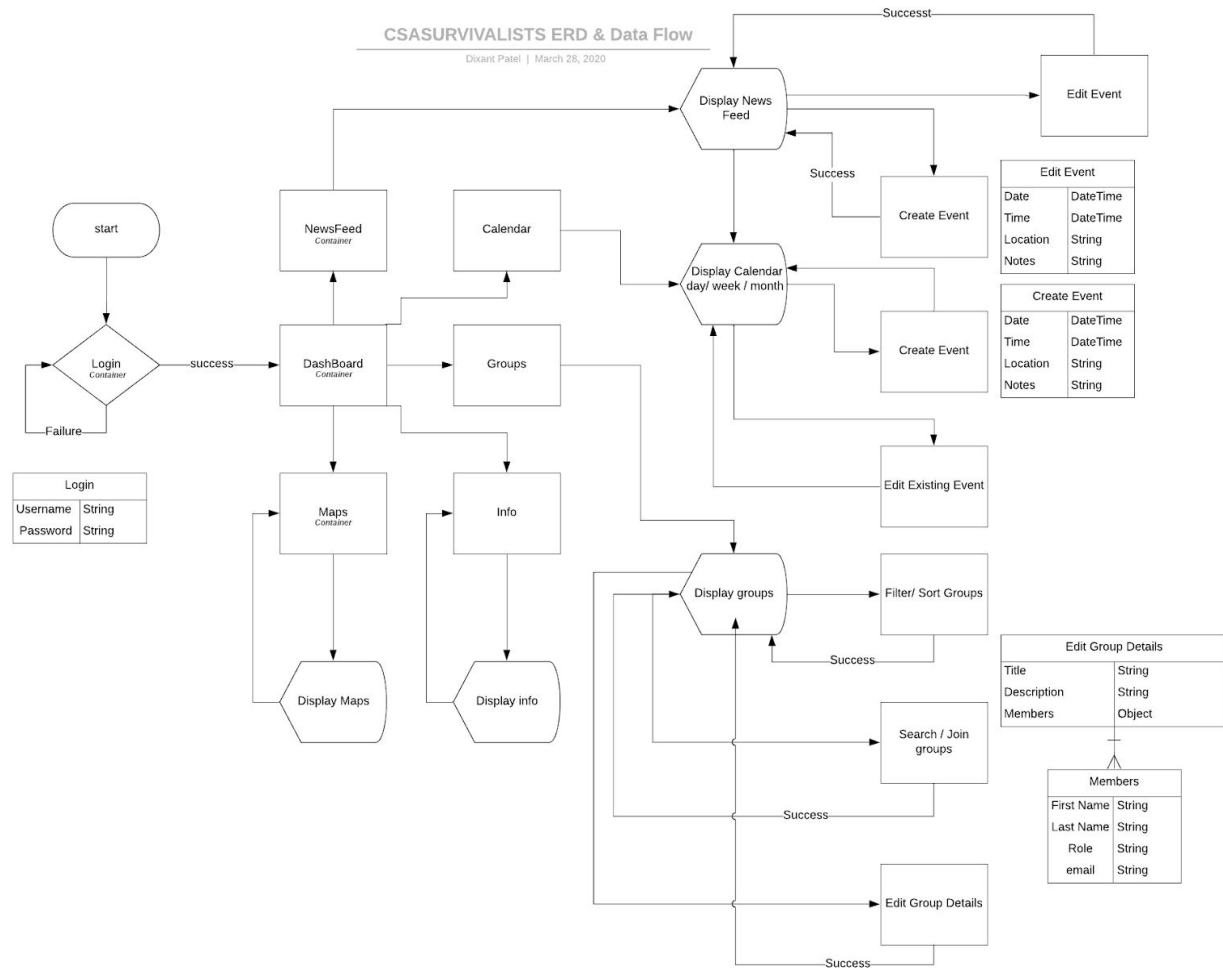 CSASURVIVALISTS ERD & Data Flow
Dixant Patel | March 28, 2020
Successt
Display News
Feed
Edit Event
Success
Create Event
Edit Event
Date DateTime
Time DateTime
Location String
Notes String
start
NewsFeed
Container
Calendar
Display Calendar
day/ week / month
Create Event
Create Event
Date DateTime
Time DateTime
Location String
Notes String
Login
Container
success
Failure
DashBoard
Container
Groups
Edit Existing Event
Login
Username String
Password String
Maps
Container
Info
Display groups
Filter/ Sort Groups
Success
Display Maps
Display info
Search / Join
groups
Success
Edit Group Details
Title String
Description String
Members Object
Members
First Name String
Last Name String
Role String
email String
Edit Group Details
Success